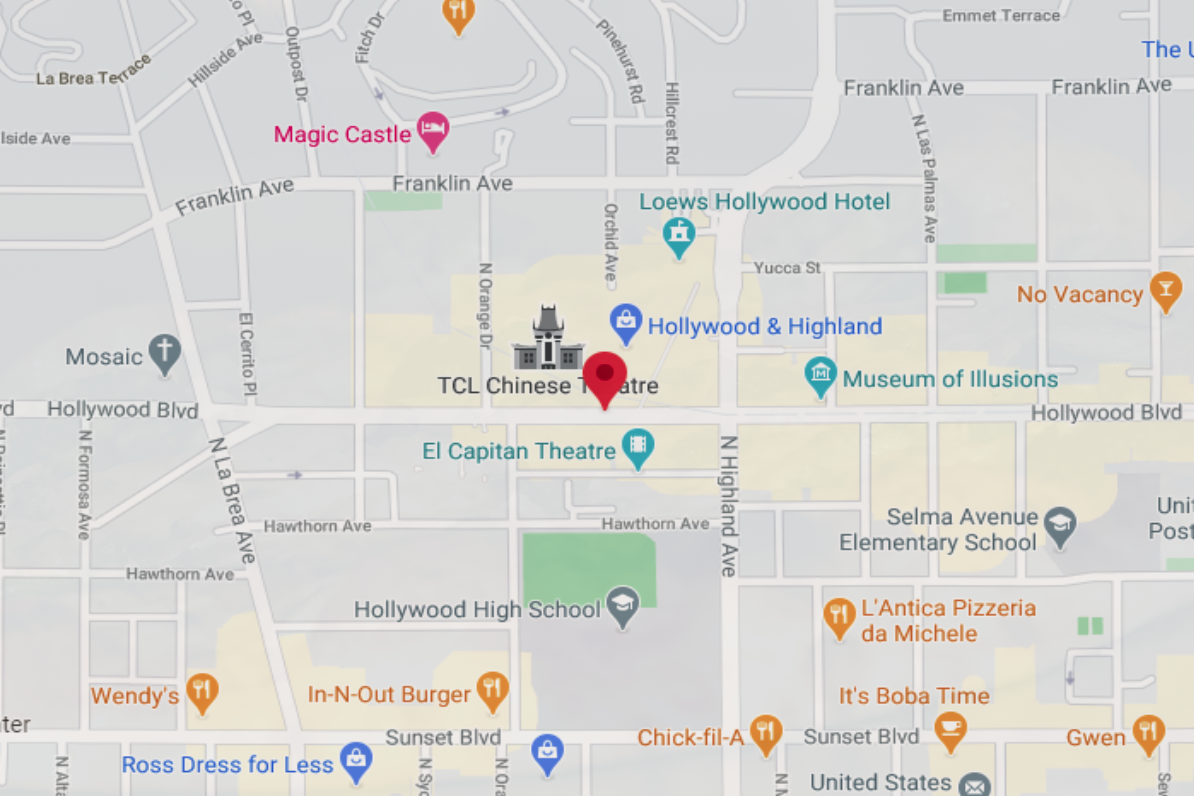 Emmet Terrace
The U
Outpost Dr
Fitch Dr
Pinehurst Rd
Hillside Ave
La Brea Terrace
Hillcrest Rd
Franklin Ave
Franklin Ave
N Las Palmas Ave
Magic Castle
lside Ave
Franklin Ave
Franklin Ave
Loews Hollywood Hotel
Orchid Ave
Yucca St
N Orange Dr
No Vacancy
El Cerrito Pl
Hollywood & Highland
Mosaic
TCL Chinese Theatre
Museum of Illusions
Hollywood Blvd
Hollywood Blvd
El Capitan Theatre
N Formosa Ave
N La Brea Ave
N Highland Ave
Hawthorn Ave
Hawthorn Ave
Selma Avenue
Elementary School
Unit
Post
Hawthorn Ave
Hollywood High School
L'Antica Pizzeria
da Michele
Wendy's
In-N-Out Burger
It's Boba Time
ter
Sunset Blvd
Chick-fil-A
Sunset Blvd
Gwen
Ross Dress for Less
United States